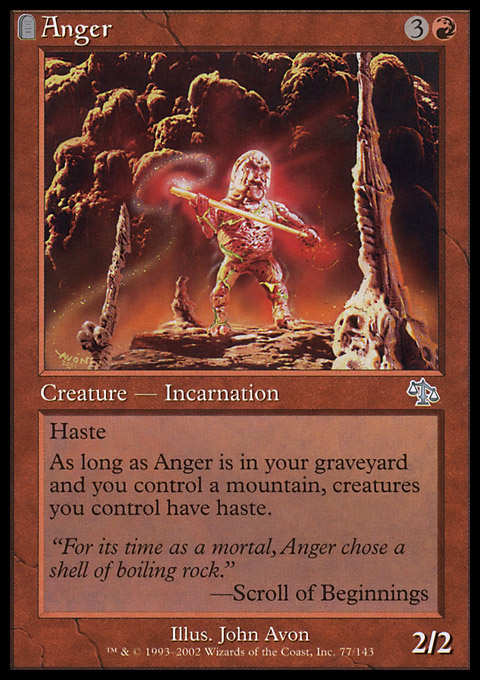 Anger 3
AVON
Creature — Incarnation
Haste
As long as Anger is in your graveyard
and you control a mountain, creatures
you control have haste.
“For its time as a mortal, Anger chose a
shell of boiling rock.”
—Scroll of Beginnings
Illus. John Avon
™ & © 1993–2002 Wizards of the Coast, Inc. 77/143
2/2